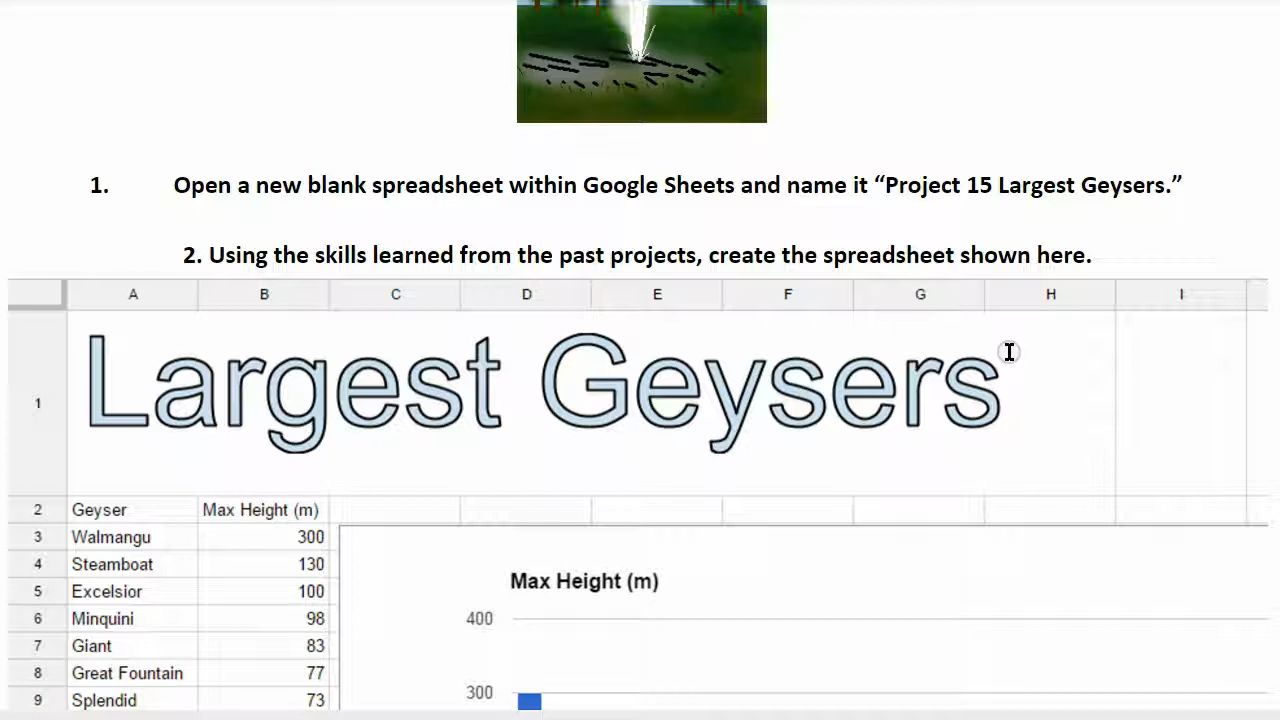 1. Open a new blank spreadsheet within Google Sheets and name it “Project 15 Largest Geysers.”
2. Using the skills learned from the past projects, create the spreadsheet shown here.
A B C D E F G H I
1 Largest Geysers
2 Geyser Max Height (m)
3 Walmangu 300
4 Steamboat 130
5 Excelsior 100
6 Minquini 98
7 Giant 83
8 Great Fountain 77
9 Splendid 73
Max Height (m)
400
300